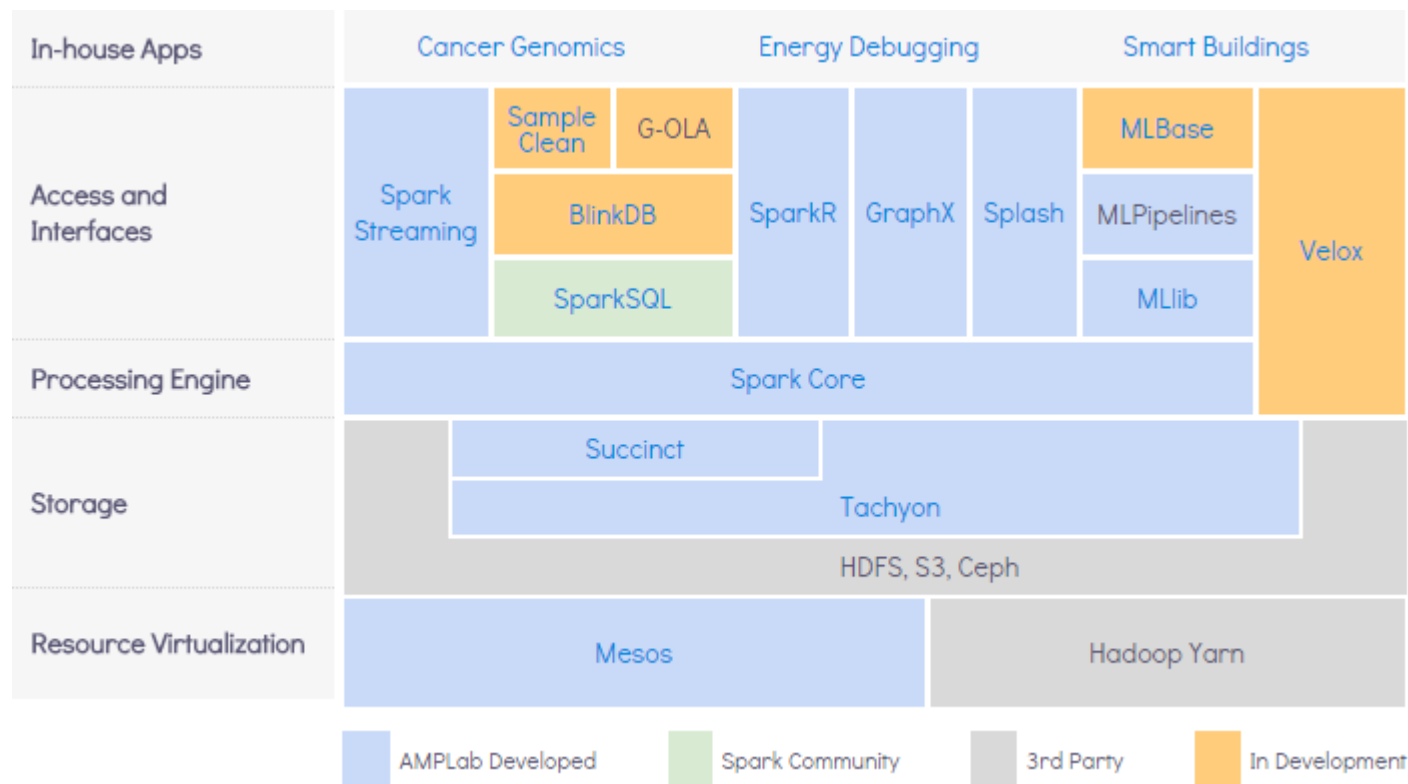 In-house Apps
Cancer Genomics
Energy Debugging
Smart Buildings
Access and
Interfaces
Spark
Streaming
Sample
Clean
G-OLA
BlinkDB
SparkSQL
SparkR
GraphX
Splash
MLBase
MLPipelines
MLlib
Velox
Processing Engine
Spark Core
Storage
Succinct
Tachyon
HDFS, S3, Ceph
Resource Virtualization
Mesos
Hadoop Yarn
AMPLab Developed
Spark Community
3rd Party
In Development